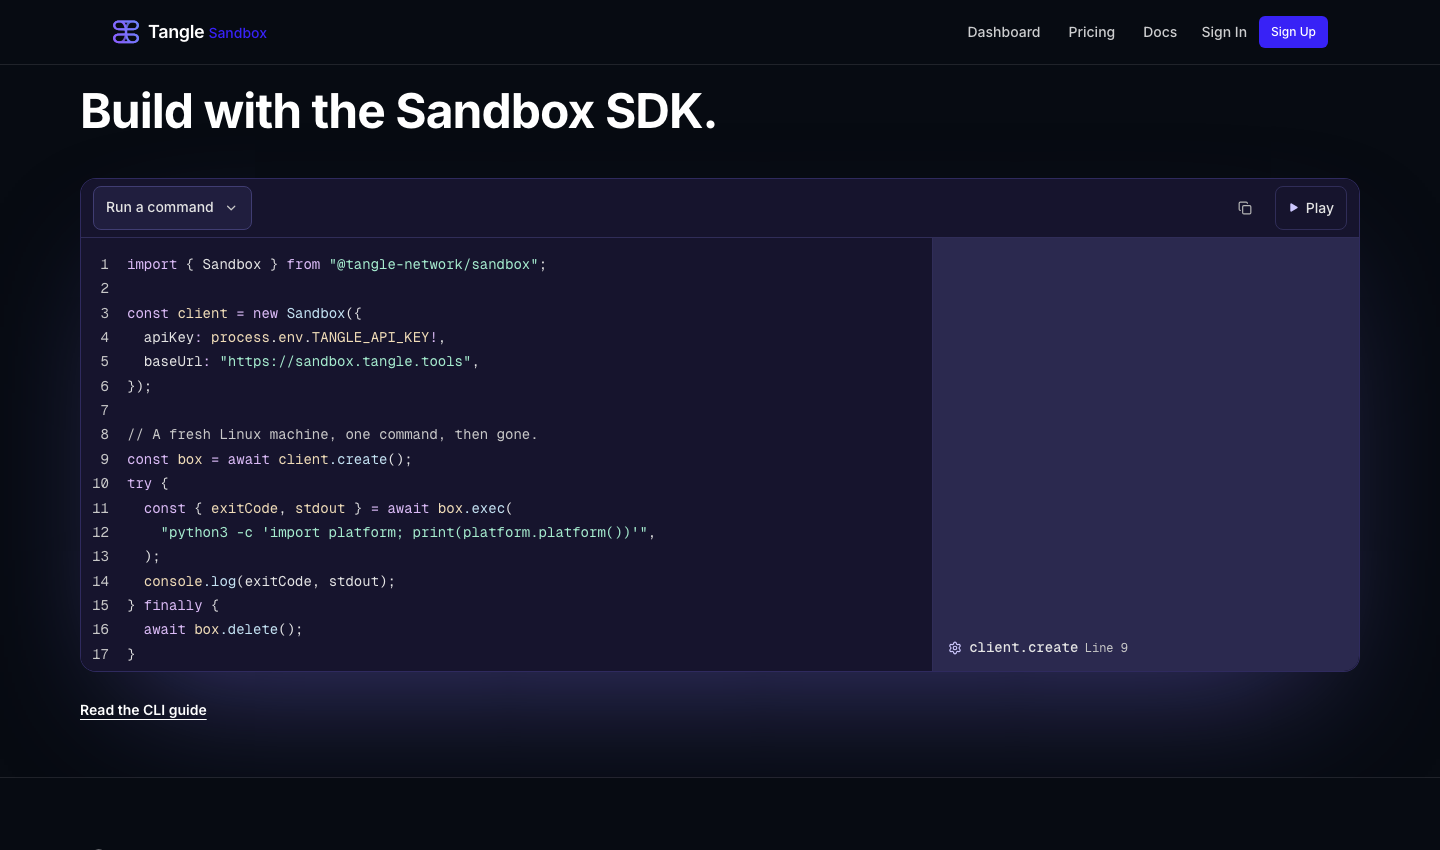 Tangle Sandbox
Dashboard Pricing Docs Sign In Sign Up
Build with the Sandbox SDK.
Run a command
Play
1 import { Sandbox } from "@tangle-network/sandbox";
2
3 const client = new Sandbox({
4   apiKey: process.env.TANGLE_API_KEY!,
5   baseUrl: "https://sandbox.tangle.tools",
6 });
7
8 // A fresh Linux machine, one command, then gone.
9 const box = await client.create();
10 try {
11   const { exitCode, stdout } = await box.exec(
12     "python3 -c 'import platform; print(platform.platform())'",
13   );
14   console.log(exitCode, stdout);
15 } finally {
16   await box.delete();
17 }
client.create Line 9
Read the CLI guide